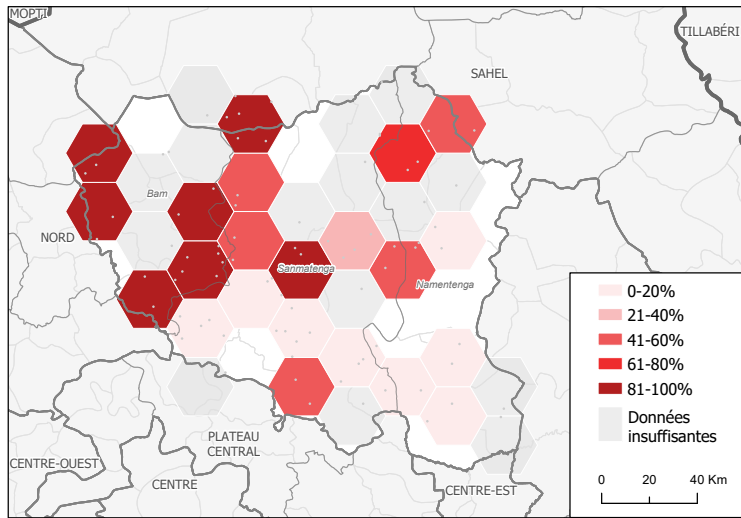 MOPTI
TILLABÉRI
SAHEL
Bam
NORD
Sanmatenga
Namentenga
0-20%
21-40%
41-60%
61-80%
81-100%
Données
insuffisantes
PLATEAU
CENTRAL
CENTRE-OUEST
CENTRE
CENTRE-EST
0 20 40 Km